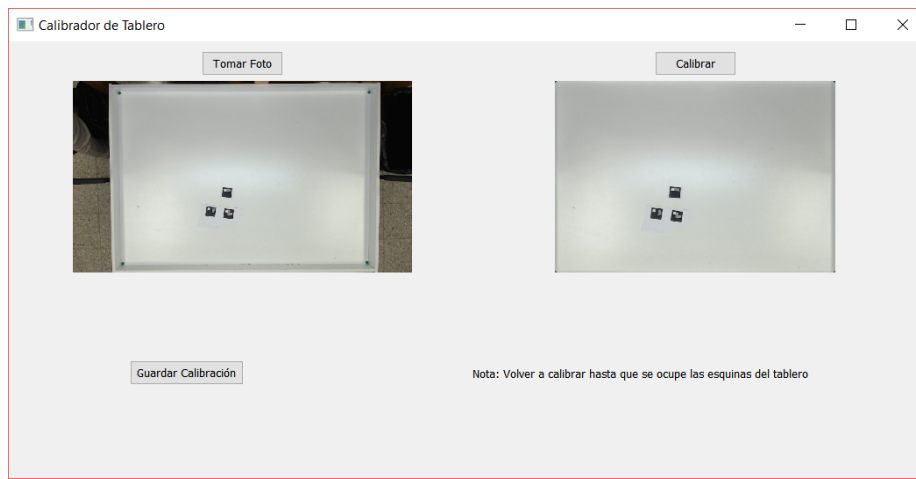 Calibrador de Tablero
Tomar Foto
Calibrar
Guardar Calibración
Nota: Volver a calibrar hasta que se ocupe las esquinas del tablero